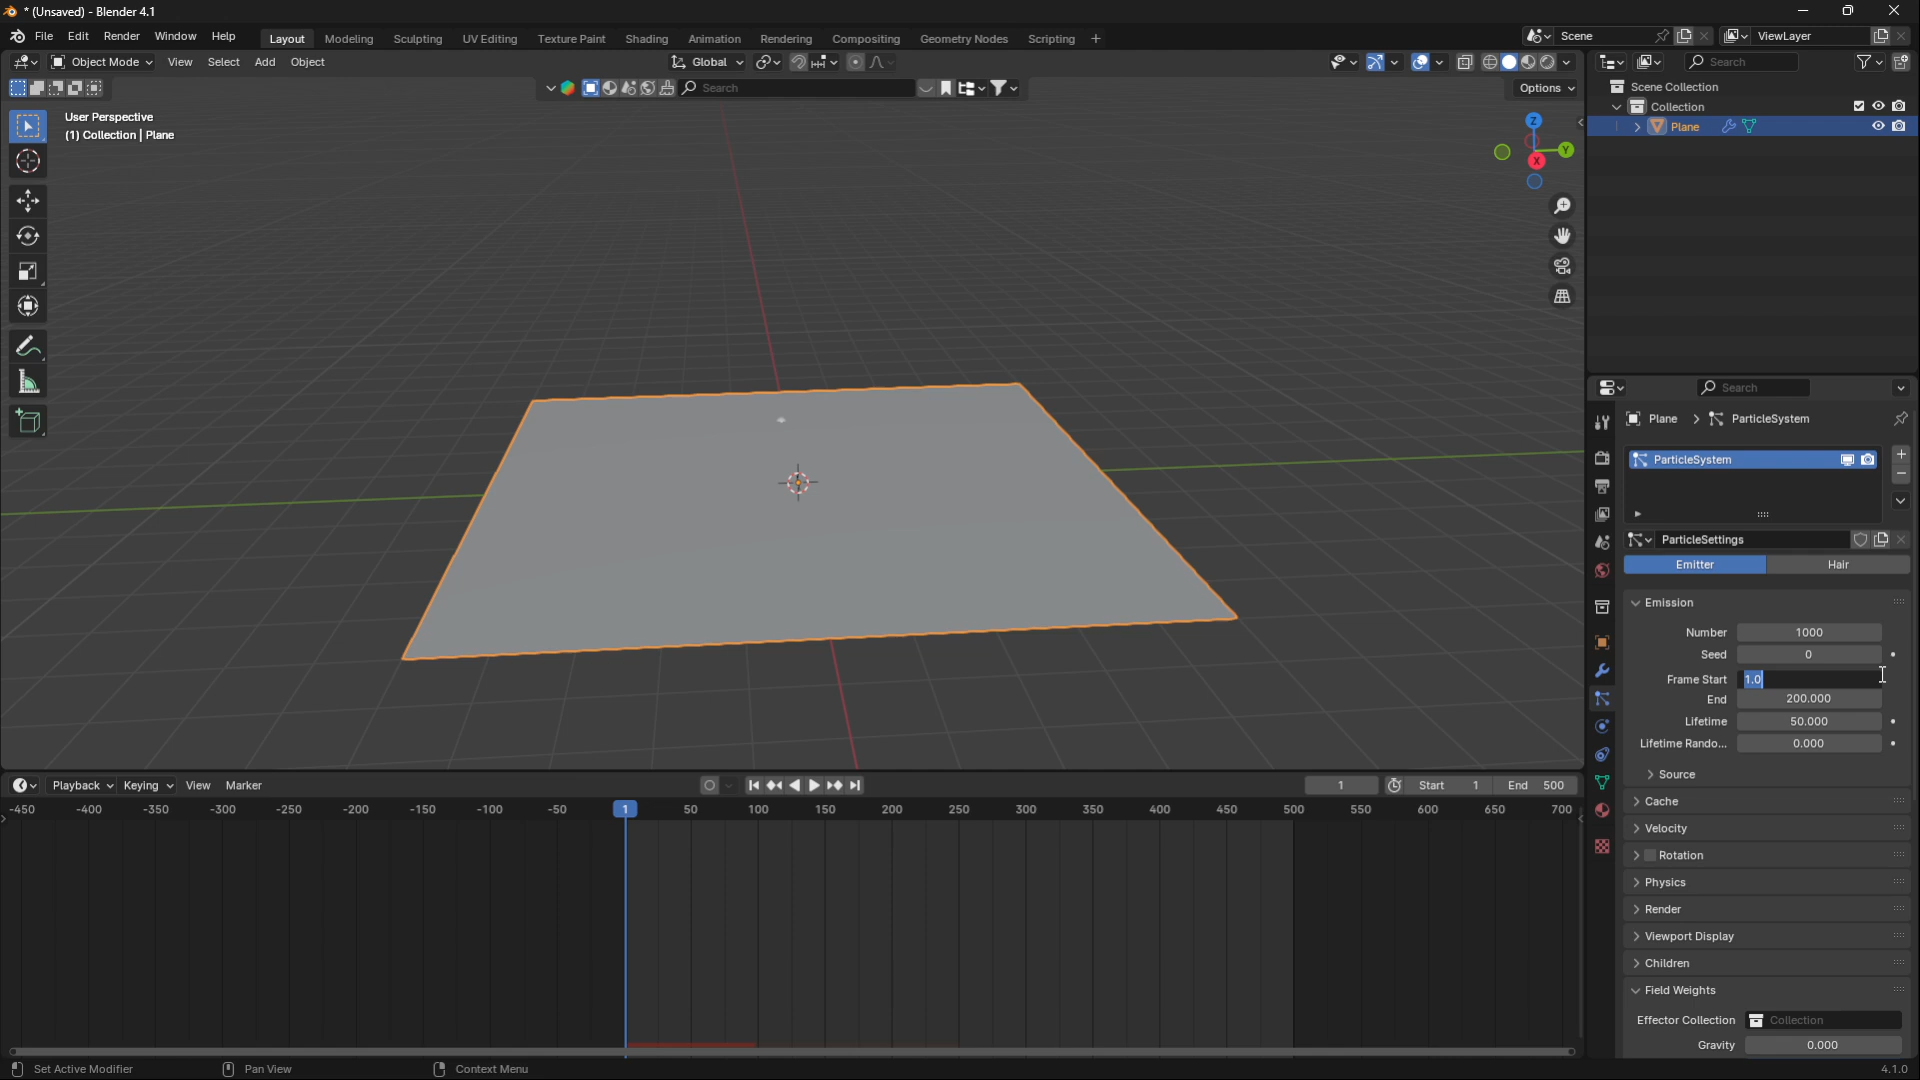 * (Unsaved) - Blender 4.1
File Edit Render Window Help Layout Modeling Sculpting UV Editing Texture Paint Shading Animation Rendering Compositing Geometry Nodes Scripting + Scene ViewLayer
Object Mode View Select Add Object Global Search
Search Options
User Perspective
(1) Collection | Plane
Z
Y
X
Scene Collection
Collection
Plane
Search
Plane > ParticleSystem
ParticleSystem
ParticleSettings
Emitter Hair
Emission
Number 1000
Seed 0
Frame Start 1.0
End 200.000
Lifetime 50.000
Lifetime Rando... 0.000
Source
Cache
Velocity
Rotation
Physics
Render
Viewport Display
Children
Field Weights
Effector Collection Collection
Gravity 0.000
Playback Keying View Marker 1 Start 1 End 500
-450 -400 -350 -300 -250 -200 -150 -100 -50 1 50 100 150 200 250 300 350 400 450 500 550 600 650 700
Set Active Modifier Pan View Context Menu 4.1.0